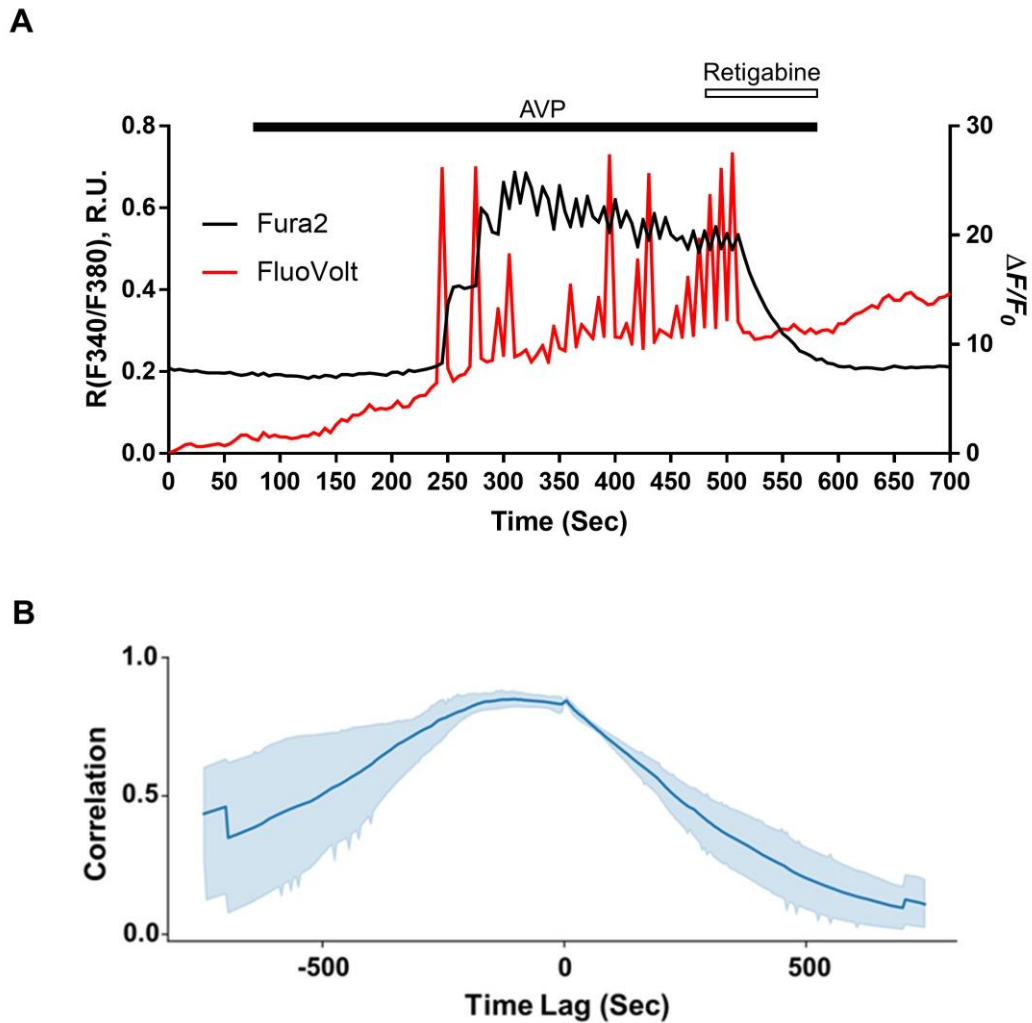 A
Retigabine
AVP
0.8
0.6
0.4
0.2
0.0
R(F340/F380), R.U.
Fura2
FluoVolt
30
20
10
0
ΔF/F0
0 50 100 150 200 250 300 350 400 450 500 550 600 650 700
Time (Sec)
B
1.0
0.5
0.0
Correlation
-500 0 500
Time Lag (Sec)